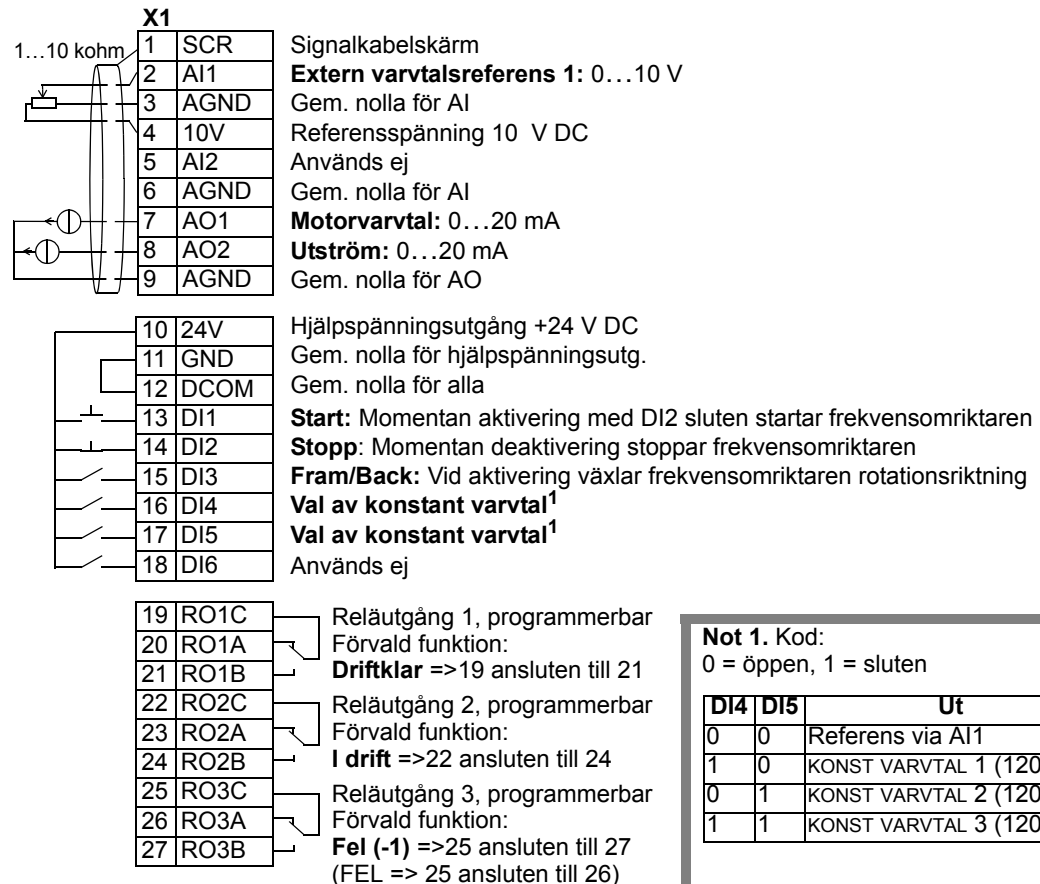 X1
1…10 kohm
1 SCR Signalkabelskärm
2 AI1 Extern varvtalsreferens 1: 0…10 V
3 AGND Gem. nolla för AI
4 10V Referensspänning 10 V DC
5 AI2 Används ej
6 AGND Gem. nolla för AI
7 AO1 Motorvarvtal: 0…20 mA
8 AO2 Utström: 0…20 mA
9 AGND Gem. nolla för AO
10 24V Hjälpspänningsutgång +24 V DC
11 GND Gem. nolla för hjälpspänningsutg.
12 DCOM Gem. nolla för alla
13 DI1 Start: Momentan aktivering med DI2 sluten startar frekvensomriktaren
14 DI2 Stopp: Momentan deaktivering stoppar frekvensomriktaren
15 DI3 Fram/Back: Vid aktivering växlar frekvensomriktaren rotationsriktning
16 DI4 Val av konstant varvtal1
17 DI5 Val av konstant varvtal1
18 DI6 Används ej
19 RO1C Reläutgång 1, programmerbar
20 RO1A Förvald funktion:
21 RO1B Driftklar =>19 ansluten till 21
22 RO2C Reläutgång 2, programmerbar
23 RO2A Förvald funktion:
24 RO2B I drift =>22 ansluten till 24
25 RO3C Reläutgång 3, programmerbar
26 RO3A Förvald funktion:
27 RO3B Fel (-1) =>25 ansluten till 27
(FEL => 25 ansluten till 26)
Not 1. Kod:
0 = öppen, 1 = sluten
DI4 DI5 Ut
0 0 Referens via AI1
1 0 KONST VARVTAL 1 (120
0 1 KONST VARVTAL 2 (120
1 1 KONST VARVTAL 3 (120